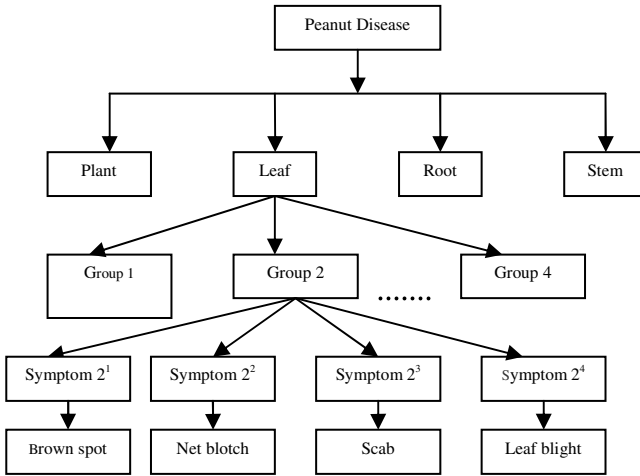 Peanut Disease
Plant Leaf Root Stem
Group 1 Group 2 ....... Group 4
Symptom 2¹ Symptom 2² Symptom 2³ Symptom 2⁴
Brown spot Net blotch Scab Leaf blight